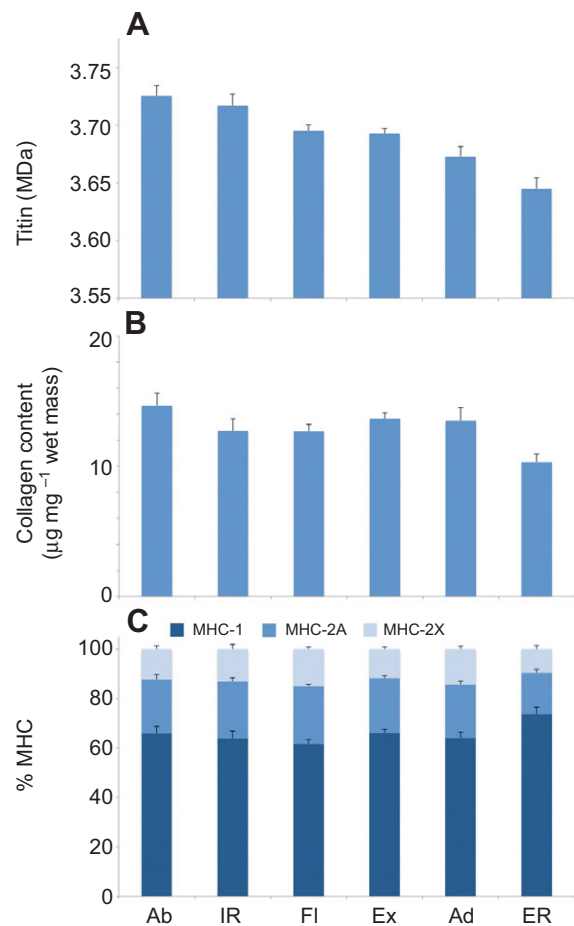 A
3.75
3.70
3.65
3.60
3.55
Titin (MDa)
B
20
10
0
Collagen content
(μg mg –1 wet mass)
C
MHC-1 MHC-2A MHC-2X
100
80
60
40
20
0
% MHC
Ab IR Fl Ex Ad ER